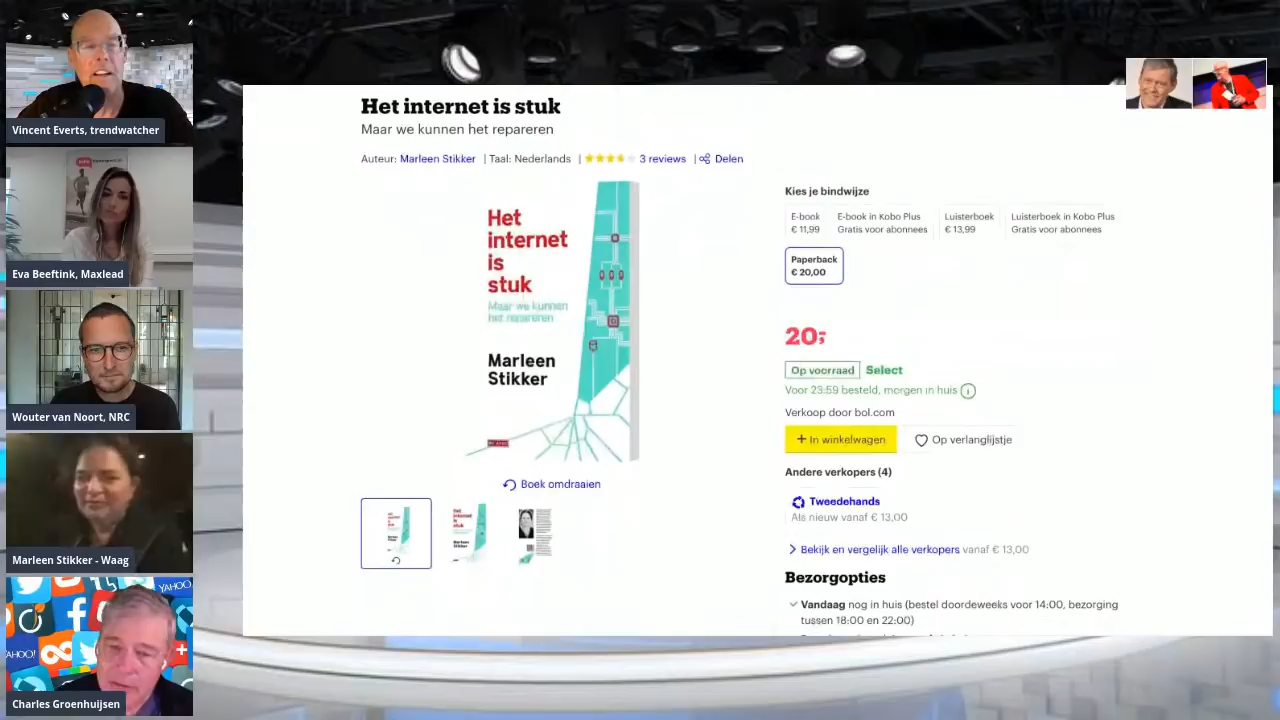 Vincent Everts, trendwatcher
Eva Beeftink, Maxlead
Wouter van Noort, NRC
Marleen Stikker - Waag
YAHOO!
YAHOO!
Charles Groenhuijsen
Het internet is stuk
Maar we kunnen het repareren
Auteur: Marleen Stikker | Taal: Nederlands | 3 reviews | Delen
Het
internet
is
stuk
Maar we kunnen
het repareren
Marleen
Stikker
Boek omdraaien
Kies je bindwijze
E-book
€ 11,99
E-book in Kobo Plus
Gratis voor abonnees
Luisterboek
€ 13,99
Luisterboek in Kobo Plus
Gratis voor abonnees
Paperback
€ 20,00
20,-
Op voorraad Select
Voor 23:59 besteld, morgen in huis
Verkoop door bol.com
+ In winkelwagen
Op verlanglijstje
Andere verkopers (4)
Tweedehands
Als nieuw vanaf € 13,00
Bekijk en vergelijk alle verkopers vanaf € 13,00
Bezorgopties
Vandaag nog in huis (bestel doordeweeks voor 14:00, bezorging
tussen 18:00 en 22:00)